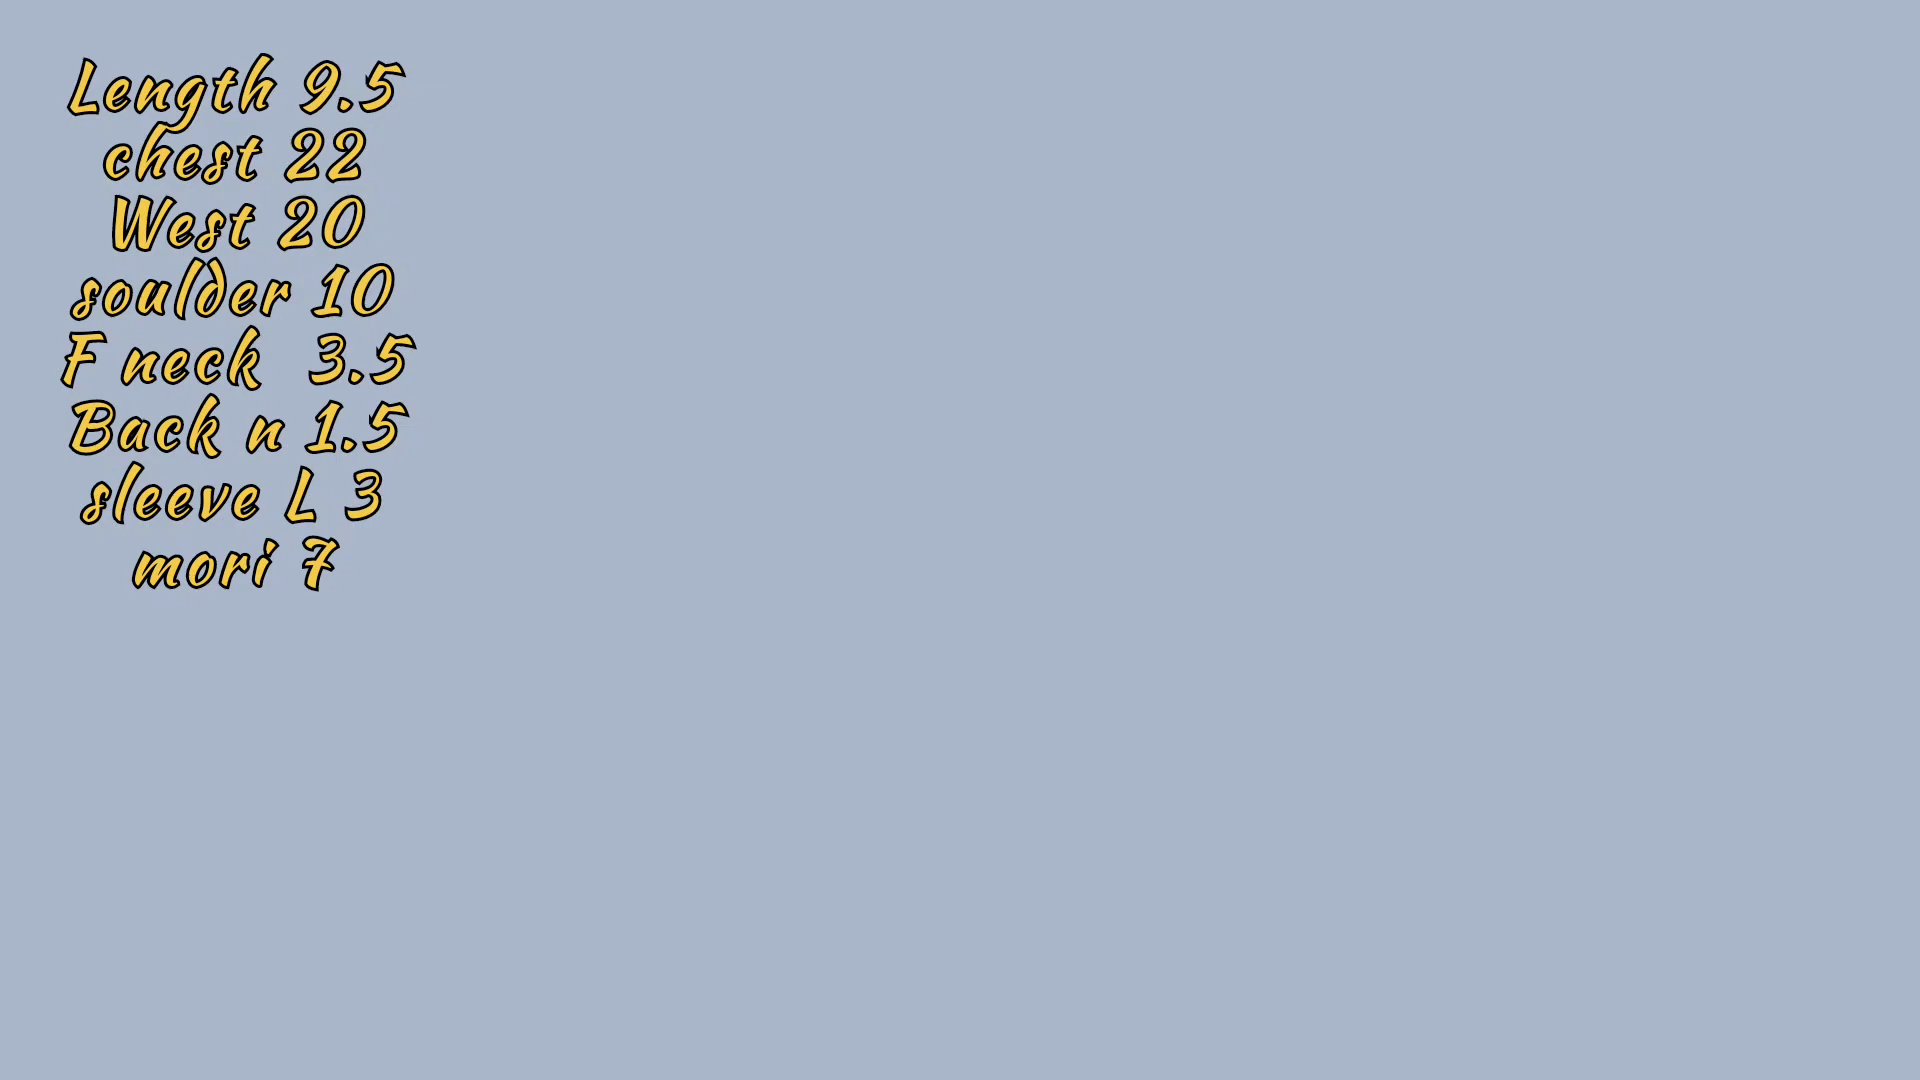 Length 9.5
chest 22
West 20
soulder 10
F neck  3.5
Back n 1.5
sleeve L 3
mori 7